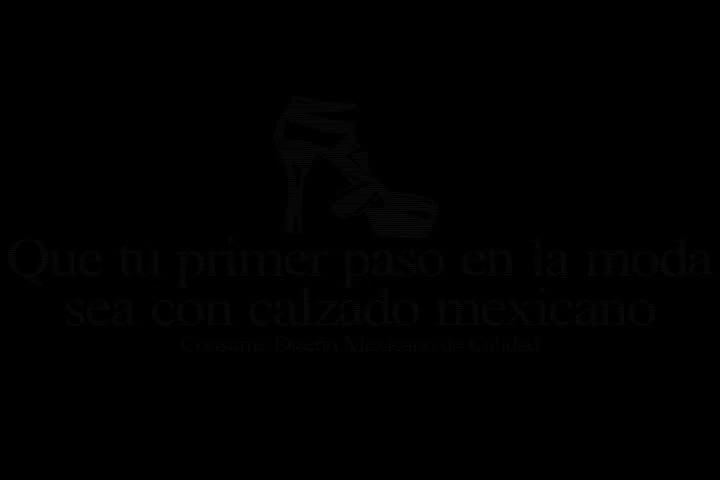 Que tu primer paso en la moda
sea con calzado mexicano
Consume Diseño Mexicano de Calidad